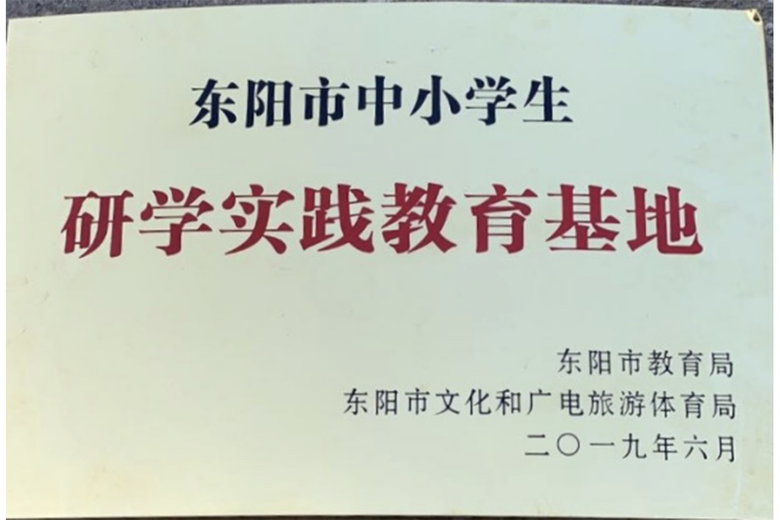 东阳市中小学生
研学实践教育基地
东阳市教育局
东阳市文化和广电旅游体育局
二〇一九年六月